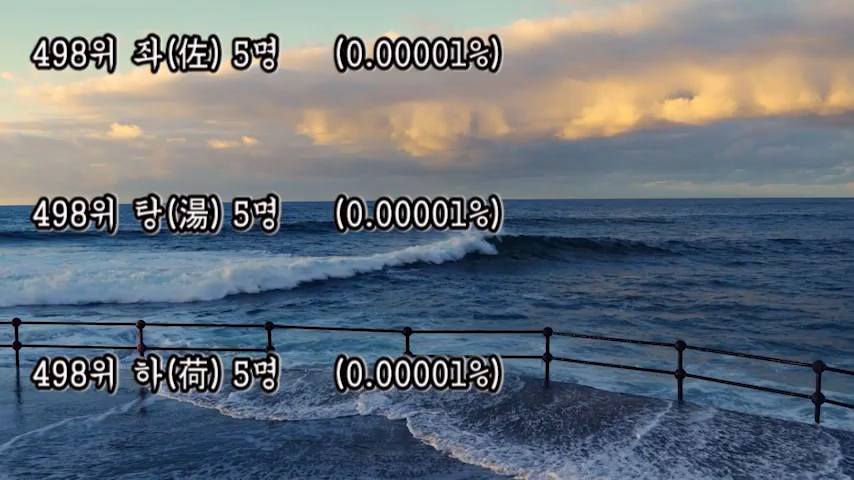 498위 좌(佐) 5명 (0.00001%)
498위 탕(湯) 5명 (0.00001%)
498위 하(荷) 5명 (0.00001%)